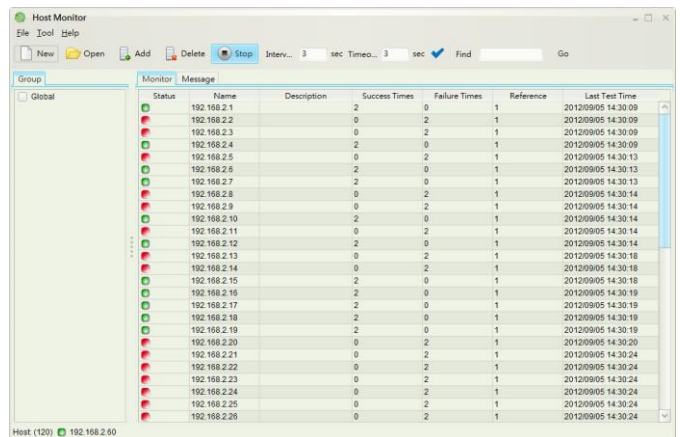 Host Monitor
File Tool Help
New Open Add Delete Stop Interv... 3 sec Timeo... 3 sec Find Go
Group Monitor Message
Global
Status Name Description Success Times Failure Times Reference Last Test Time
192.168.2.1 2 0 1 2012/09/05 14:30:09
192.168.2.2 0 2 1 2012/09/05 14:30:09
192.168.2.3 0 2 1 2012/09/05 14:30:09
192.168.2.4 2 0 1 2012/09/05 14:30:09
192.168.2.5 0 2 1 2012/09/05 14:30:13
192.168.2.6 2 0 1 2012/09/05 14:30:13
192.168.2.7 2 0 1 2012/09/05 14:30:13
192.168.2.8 0 2 1 2012/09/05 14:30:14
192.168.2.9 0 2 1 2012/09/05 14:30:14
192.168.2.10 2 0 1 2012/09/05 14:30:14
192.168.2.11 0 2 1 2012/09/05 14:30:14
192.168.2.12 2 0 1 2012/09/05 14:30:14
192.168.2.13 0 2 1 2012/09/05 14:30:18
192.168.2.14 0 2 1 2012/09/05 14:30:18
192.168.2.15 2 0 1 2012/09/05 14:30:18
192.168.2.16 2 0 1 2012/09/05 14:30:19
192.168.2.17 2 0 1 2012/09/05 14:30:19
192.168.2.18 2 0 1 2012/09/05 14:30:19
192.168.2.19 2 0 1 2012/09/05 14:30:19
192.168.2.20 0 2 1 2012/09/05 14:30:20
192.168.2.21 0 2 1 2012/09/05 14:30:24
192.168.2.22 0 2 1 2012/09/05 14:30:24
192.168.2.23 0 2 1 2012/09/05 14:30:24
192.168.2.24 0 2 1 2012/09/05 14:30:24
192.168.2.25 0 2 1 2012/09/05 14:30:24
192.168.2.26 0 2 1 2012/09/05 14:30:24
Host: (120) 192.168.2.60